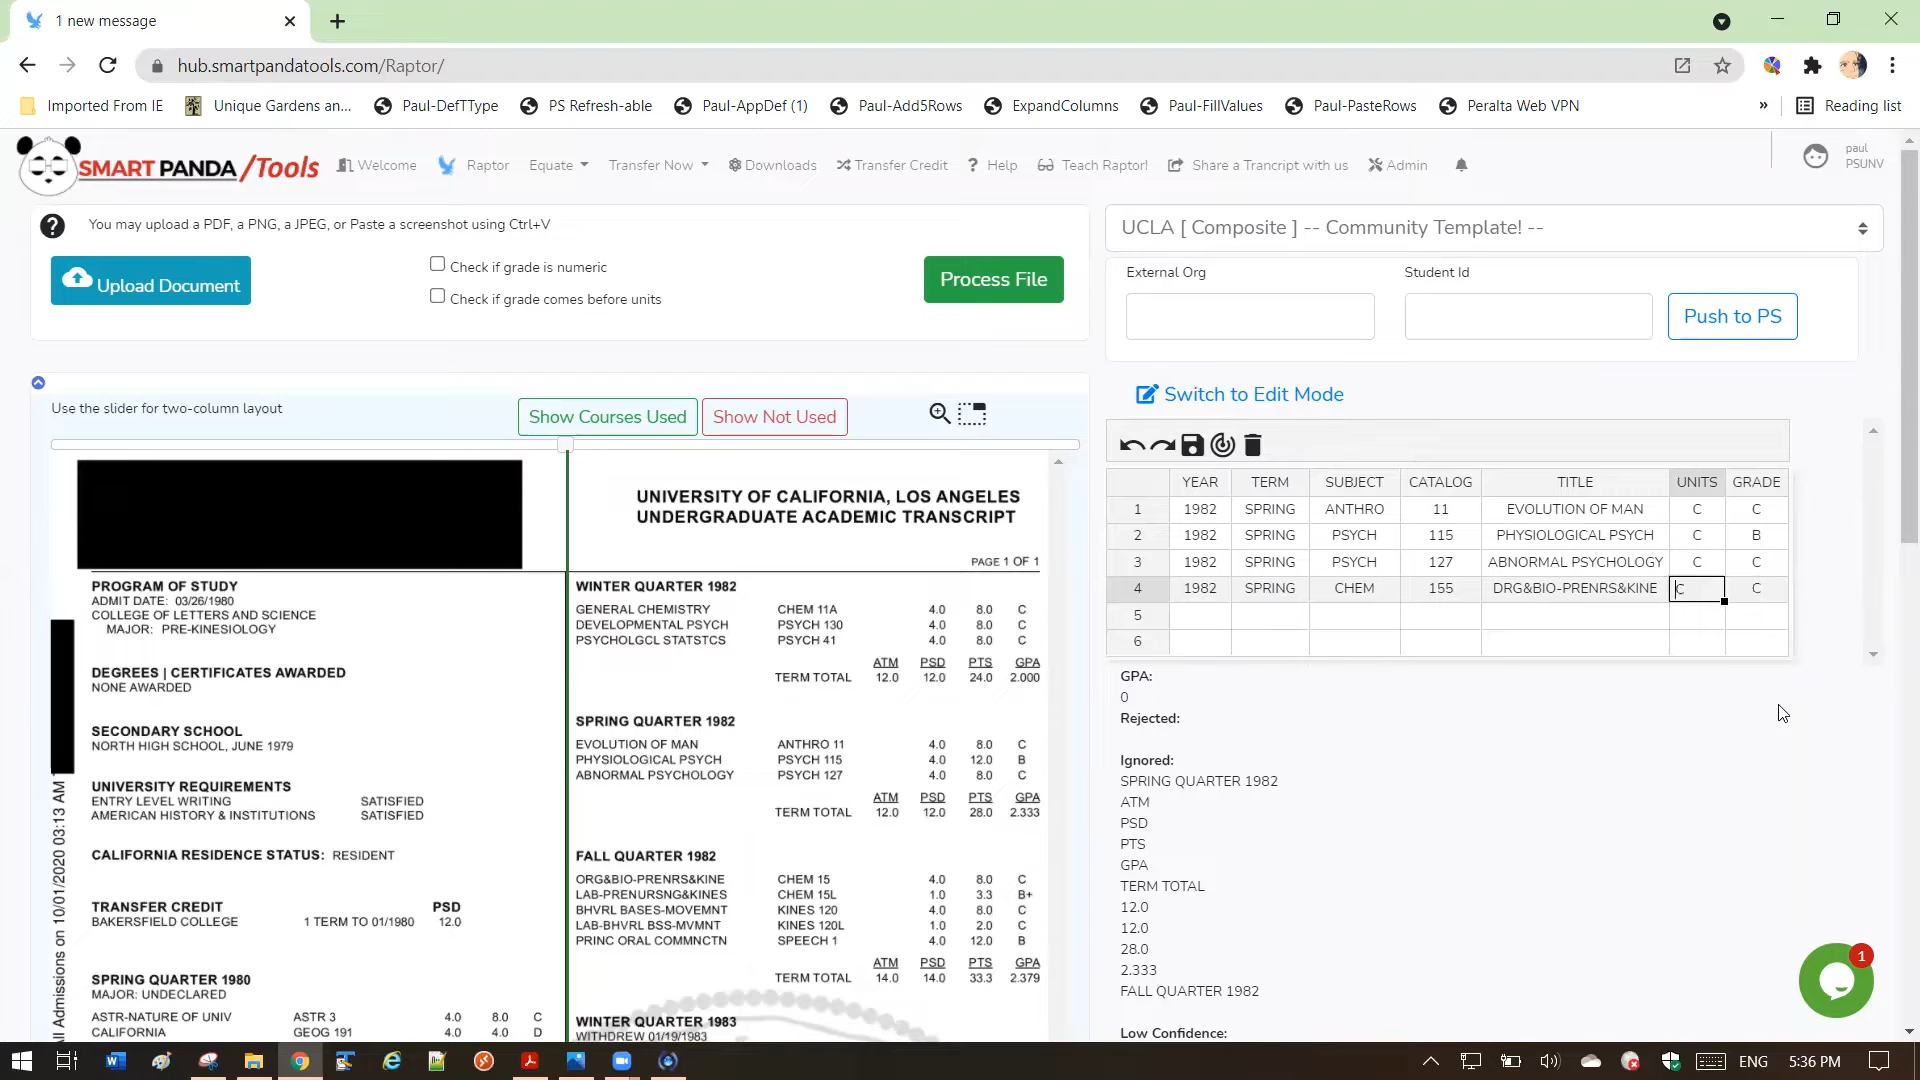 1 new message
hub.smartpandatools.com/Raptor/
Imported From IE
Unique Gardens an...
Paul-DefTType
PS Refresh-able
Paul-AppDef (1)
Paul-Add5Rows
ExpandColumns
Paul-FillValues
Paul-PasteRows
Peralta Web VPN
»
Reading list
SMART PANDA/Tools
Welcome
Raptor
Equate
Transfer Now
Downloads
Transfer Credit
? Help
Teach Raptor!
Share a Trancript with us
Admin
paul
PSUNV
You may upload a PDF, a PNG, a JPEG, or Paste a screenshot using Ctrl+V
Upload Document
Check if grade is numeric
Check if grade comes before units
Process File
UCLA [ Composite ] -- Community Template! --
External Org
Student Id
Push to PS
Use the slider for two-column layout
Show Courses Used
Show Not Used
Switch to Edit Mode
YEAR TERM SUBJECT CATALOG TITLE UNITS GRADE
1 1982 SPRING ANTHRO 11 EVOLUTION OF MAN C C
2 1982 SPRING PSYCH 115 PHYSIOLOGICAL PSYCH C B
3 1982 SPRING PSYCH 127 ABNORMAL PSYCHOLOGY C C
4 1982 SPRING CHEM 155 DRG&BIO-PRENRS&KINE C C
5
6
GPA:
0
Rejected:
Ignored:
SPRING QUARTER 1982
ATM
PSD
PTS
GPA
TERM TOTAL
12.0
12.0
28.0
2.333
FALL QUARTER 1982
Low Confidence:
UNIVERSITY OF CALIFORNIA, LOS ANGELES
UNDERGRADUATE ACADEMIC TRANSCRIPT
PAGE 1 OF 1
PROGRAM OF STUDY
ADMIT DATE: 03/26/1980
COLLEGE OF LETTERS AND SCIENCE
MAJOR: PRE-KINESIOLOGY
DEGREES | CERTIFICATES AWARDED
NONE AWARDED
SECONDARY SCHOOL
NORTH HIGH SCHOOL, JUNE 1979
UNIVERSITY REQUIREMENTS
ENTRY LEVEL WRITING SATISFIED
AMERICAN HISTORY & INSTITUTIONS SATISFIED
CALIFORNIA RESIDENCE STATUS: RESIDENT
TRANSFER CREDIT PSD
BAKERSFIELD COLLEGE 1 TERM TO 01/1980 12.0
SPRING QUARTER 1980
MAJOR: UNDECLARED
ASTR-NATURE OF UNIV ASTR 3 4.0 8.0 C
CALIFORNIA GEOG 191 4.0 4.0 D
Admissions on 10/01/2020 03:13 AM
WINTER QUARTER 1982
GENERAL CHEMISTRY CHEM 11A 4.0 8.0 C
DEVELOPMENTAL PSYCH PSYCH 130 4.0 8.0 C
PSYCHOLGCL STATSTCS PSYCH 41 4.0 8.0 C
ATM PSD PTS GPA
TERM TOTAL 12.0 12.0 24.0 2.000
SPRING QUARTER 1982
EVOLUTION OF MAN ANTHRO 11 4.0 8.0 C
PHYSIOLOGICAL PSYCH PSYCH 115 4.0 12.0 B
ABNORMAL PSYCHOLOGY PSYCH 127 4.0 8.0 C
ATM PSD PTS GPA
TERM TOTAL 12.0 12.0 28.0 2.333
FALL QUARTER 1982
ORG&BIO-PRENRS&KINE CHEM 15 4.0 8.0 C
LAB-PRENURSNG&KINES CHEM 15L 1.0 3.3 B+
BHVRL BASES-MOVEMNT KINES 120 4.0 8.0 C
LAB-BHVRL BSS-MVMNT KINES 120L 1.0 2.0 C
PRINC ORAL COMMNCTN SPEECH 1 4.0 12.0 B
ATM PSD PTS GPA
TERM TOTAL 14.0 14.0 33.3 2.379
WINTER QUARTER 1983
WITHDREW 01/19/1983
1
ENG
5:36 PM